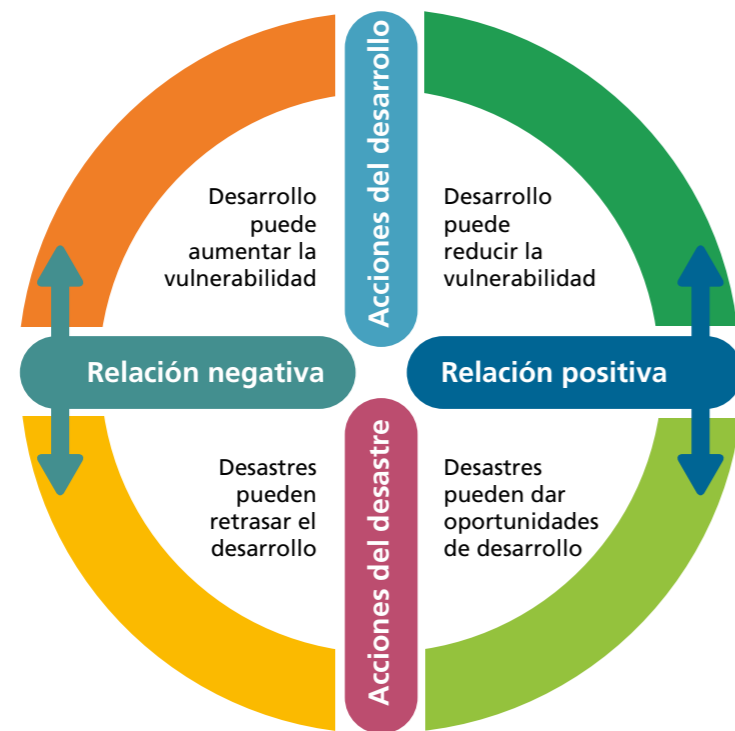 Acciones del desarrollo
Desarrollo
puede
aumentar la
vulnerabilidad
Desarrollo
puede
reducir la
vulnerabilidad
Relación negativa
Relación positiva
Desastres
pueden
retrasar el
desarrollo
Acciones del desastre
Desastres
pueden dar
oportunidades
de desarrollo